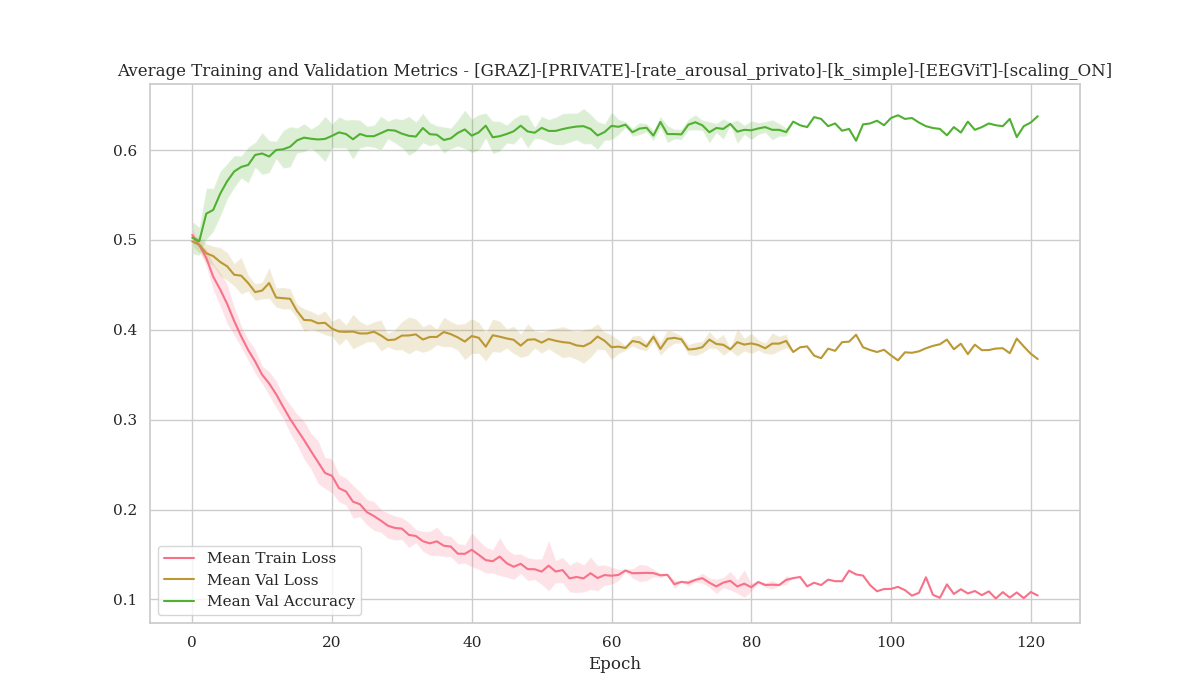 Average Training and Validation Metrics - [GRAZ]-[PRIVATE]-[rate_arousal_privato]-[k_simple]-[EEGViT]-[scaling_ON]
0.6
0.5
0.4
0.3
0.2
0.1
Mean Train Loss
Mean Val Loss
Mean Val Accuracy
0 20 40 60 80 100 120
Epoch